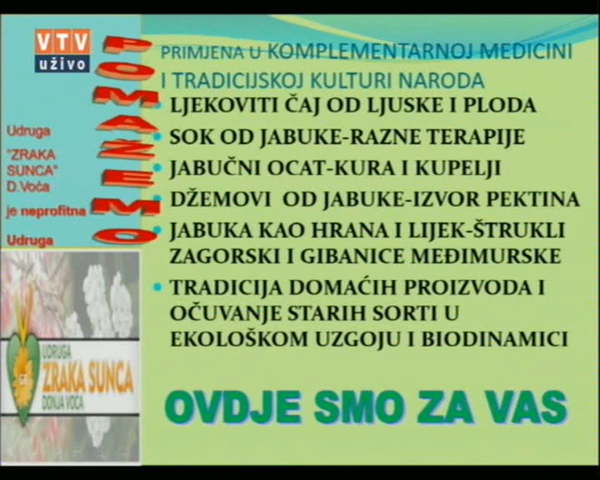 VTV
uživo
POMAŽEMO
Udruga
"ZRAKA
SUNCA"
D.Voća
je neprofitna
Udruga
UDRUGA
ZRAKA SUNCA
DONJA VOĆA
PRIMJENA U KOMPLEMENTARNOJ MEDICINI
I TRADICIJSKOJ KULTURI NARODA
• LJEKOVITI ČAJ OD LJUSKE I PLODA
• SOK OD JABUKE-RAZNE TERAPIJE
• JABUČNI OCAT-KURA I KUPELJI
• DŽEMOVI OD JABUKE-IZVOR PEKTINA
• JABUKA KAO HRANA I LIJEK-ŠTRUKLI
ZAGORSKI I GIBANICE MEĐIMURSKE
• TRADICIJA DOMAĆIH PROIZVODA I
OČUVANJE STARIH SORTI U
EKOLOŠKOM UZGOJU I BIODINAMICI
OVDJE SMO ZA VAS